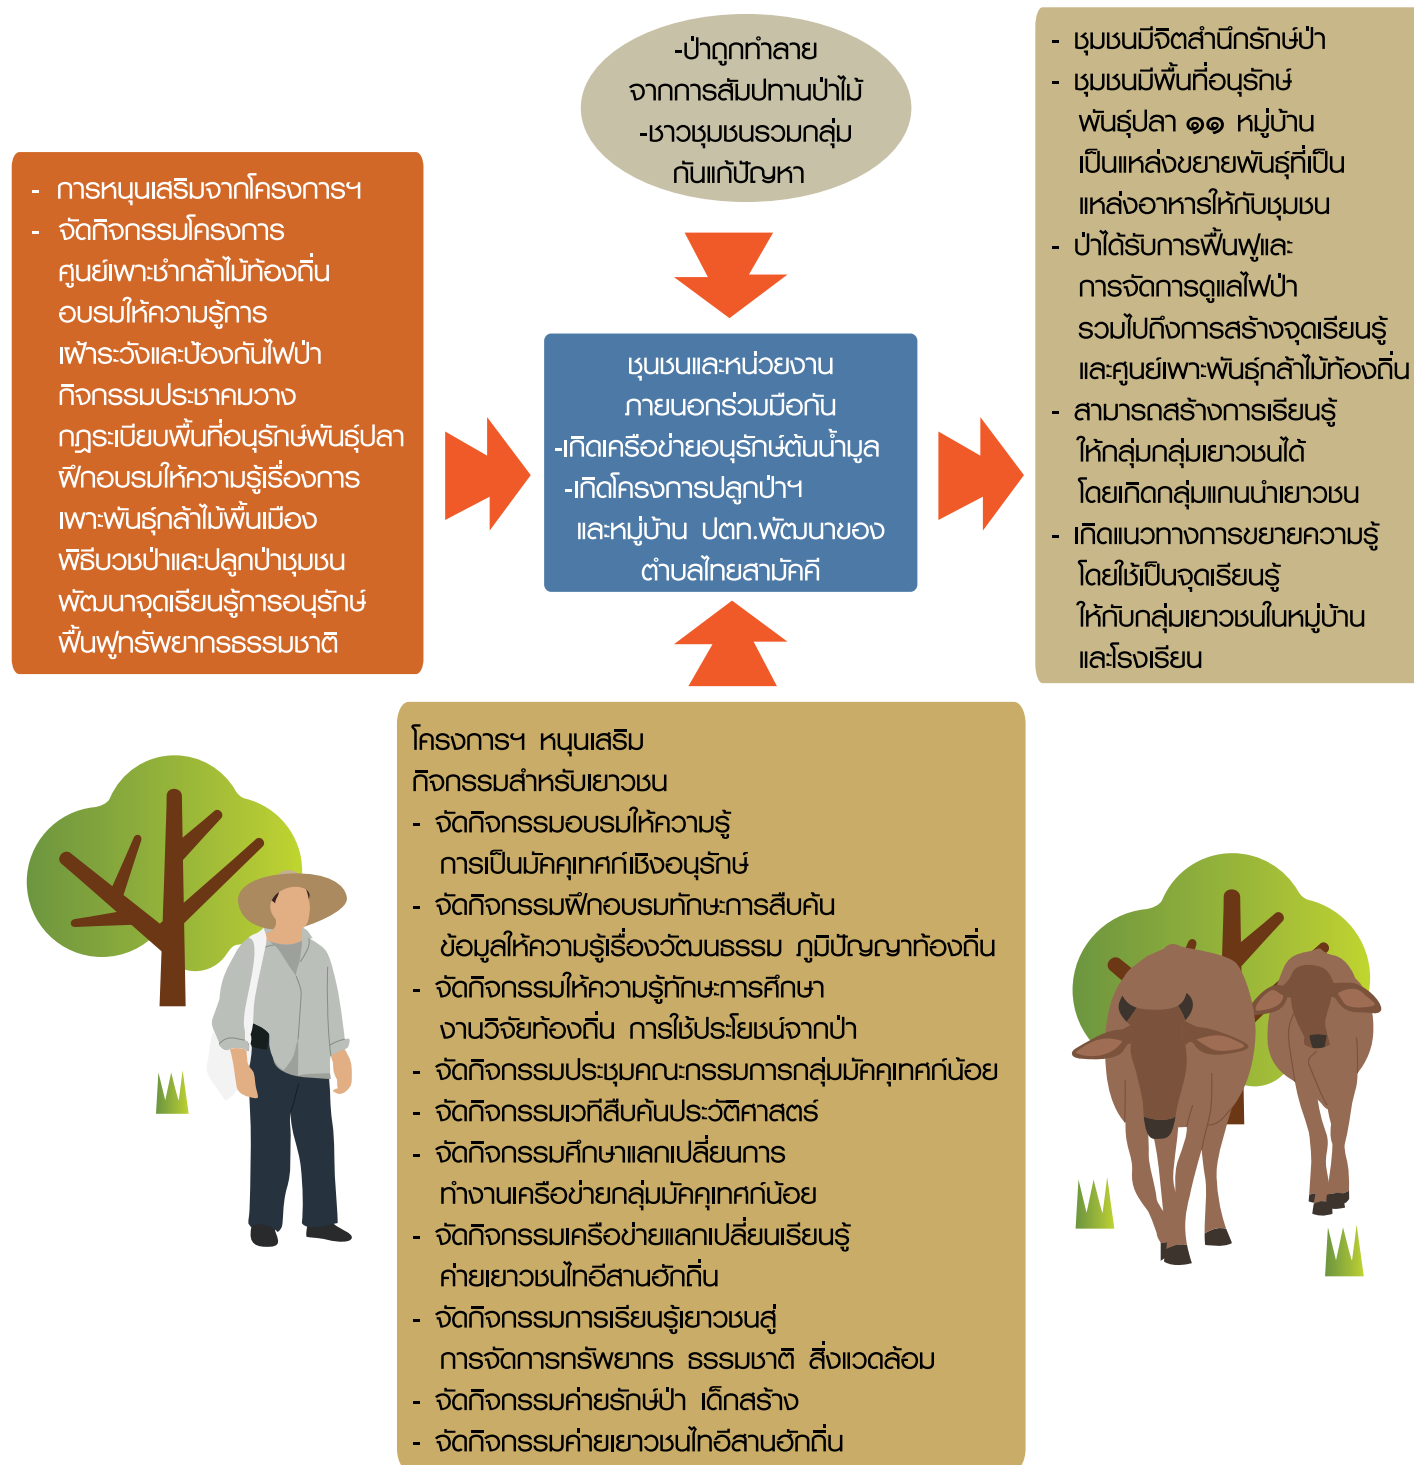 -ป่าถูกทำลาย
จากการสัมปทานป่าไม้
-ชาวชุมชนรวมกลุ่ม
กันแก้ปัญหา
- การหนุนเสริมจากโครงการฯ
- จัดกิจกรรมโครงการ
ศูนย์เพาะชำกล้าไม้ท้องถิ่น
อบรมให้ความรู้การ
เฝ้าระวังและป้องกันไฟป่า
กิจกรรมประชาคมวาง
กฎระเบียบพื้นที่อนุรักษ์พันธุ์ปลา
ฝึกอบรมให้ความรู้เรื่องการ
เพาะพันธุ์กล้าไม้พื้นเมือง
พิธีบวชป่าและปลูกป่าชุมชน
พัฒนาจุดเรียนรู้การอนุรักษ์
ฟื้นฟูทรัพยากรธรรมชาติ
ชุนชนและหน่วยงาน
ภายนอกร่วมมือกัน
-เกิดเครือข่ายอนุรักษ์ต้นน้ำมูล
-เกิดโครงการปลูกป่าฯ
และหมู่บ้าน ปตท.พัฒนาของ
ตำบลไทยสามัคคี
- ชุมชนมีจิตสำนึกรักษ์ป่า
- ชุมชนมีพื้นที่อนุรักษ์
พันธุ์ปลา ๑๑ หมู่บ้าน
เป็นแหล่งขยายพันธุ์ที่เป็น
แหล่งอาหารให้กับชุมชน
- ป่าได้รับการฟื้นฟูและ
การจัดการดูแลไฟป่า
รวมไปถึงการสร้างจุดเรียนรู้
และศูนย์เพาะพันธุ์กล้าไม้ท้องถิ่น
- สามารถสร้างการเรียนรู้
ให้กลุ่มกลุ่มเยาวชนได้
โดยเกิดกลุ่มแกนนำเยาวชน
- เกิดแนวทางการขยายความรู้
โดยใช้เป็นจุดเรียนรู้
ให้กับกลุ่มเยาวชนในหมู่บ้าน
และโรงเรียน
โครงการฯ หนุนเสริม
กิจกรรมสำหรับเยาวชน
- จัดกิจกรรมอบรมให้ความรู้
การเป็นมัคคุเทศก์เชิงอนุรักษ์
- จัดกิจกรรมฝึกอบรมทักษะการสืบค้น
ข้อมูลให้ความรู้เรื่องวัฒนธรรม ภูมิปัญญาท้องถิ่น
- จัดกิจกรรมให้ความรู้ทักษะการศึกษา
งานวิจัยท้องถิ่น การใช้ประโยชน์จากป่า
- จัดกิจกรรมประชุมคณะกรรมการกลุ่มมัคคุเทศก์น้อย
- จัดกิจกรรมเวทีสืบค้นประวัติศาสตร์
- จัดกิจกรรมศึกษาแลกเปลี่ยนการ
ทำงานเครือข่ายกลุ่มมัคคุเทศก์น้อย
- จัดกิจกรรมเครือข่ายแลกเปลี่ยนเรียนรู้
ค่ายเยาวชนไทอีสานฮักถิ่น
- จัดกิจกรรมการเรียนรู้เยาวชนสู่
การจัดการทรัพยากร ธรรมชาติ สิ่งแวดล้อม
- จัดกิจกรรมค่ายรักษ์ป่า เด็กสร้าง
- จัดกิจกรรมค่ายเยาวชนไทอีสานฮักถิ่น